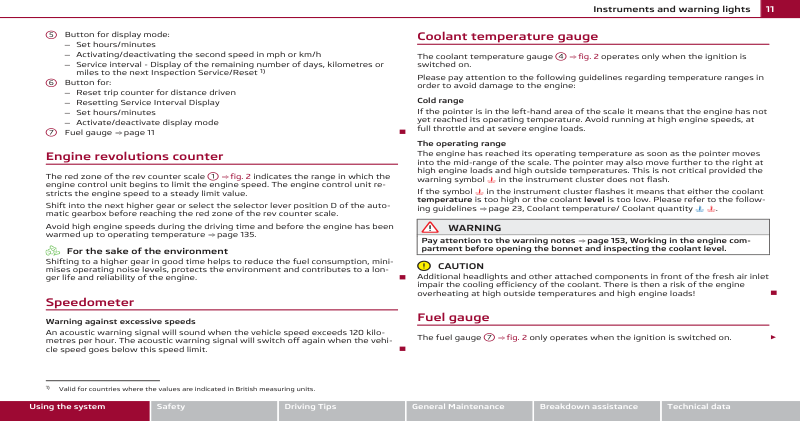 Instruments and warning lights 11
5 Button for display mode:
– Set hours/minutes
– Activating/deactivating the second speed in mph or km/h
– Service interval - Display of the remaining number of days, kilometres or
miles to the next Inspection Service/Reset 1)
6 Button for:
– Reset trip counter for distance driven
– Resetting Service Interval Display
– Set hours/minutes
– Activate/deactivate display mode
7 Fuel gauge ⇒ page 11
Engine revolutions counter
The red zone of the rev counter scale 1 ⇒ fig. 2 indicates the range in which the
engine control unit begins to limit the engine speed. The engine control unit re-
stricts the engine speed to a steady limit value.
Shift into the next higher gear or select the selector lever position D of the auto-
matic gearbox before reaching the red zone of the rev counter scale.
Avoid high engine speeds during the driving time and before the engine has been
warmed up to operating temperature ⇒ page 135.
For the sake of the environment
Shifting to a higher gear in good time helps to reduce the fuel consumption, mini-
mises operating noise levels, protects the environment and contributes to a lon-
ger life and reliability of the engine.
Speedometer
Warning against excessive speeds
An acoustic warning signal will sound when the vehicle speed exceeds 120 kilo-
metres per hour. The acoustic warning signal will switch off again when the vehi-
cle speed goes below this speed limit.
1) Valid for countries where the values are indicated in British measuring units.
Coolant temperature gauge
The coolant temperature gauge 4 ⇒ fig. 2 operates only when the ignition is
switched on.
Please pay attention to the following guidelines regarding temperature ranges in
order to avoid damage to the engine:
Cold range
If the pointer is in the left-hand area of the scale it means that the engine has not
yet reached its operating temperature. Avoid running at high engine speeds, at
full throttle and at severe engine loads.
The operating range
The engine has reached its operating temperature as soon as the pointer moves
into the mid-range of the scale. The pointer may also move further to the right at
high engine loads and high outside temperatures. This is not critical provided the
warning symbol in the instrument cluster does not flash.
If the symbol in the instrument cluster flashes it means that either the coolant
temperature is too high or the coolant level is too low. Please refer to the follow-
ing guidelines ⇒ page 23, Coolant temperature/ Coolant quantity .
WARNING
Pay attention to the warning notes ⇒ page 153, Working in the engine com-
partment before opening the bonnet and inspecting the coolant level.
CAUTION
Additional headlights and other attached components in front of the fresh air inlet
impair the cooling efficiency of the coolant. There is then a risk of the engine
overheating at high outside temperatures and high engine loads!
Fuel gauge
The fuel gauge 7 ⇒ fig. 2 only operates when the ignition is switched on.
Using the system Safety Driving Tips General Maintenance Breakdown assistance Technical data